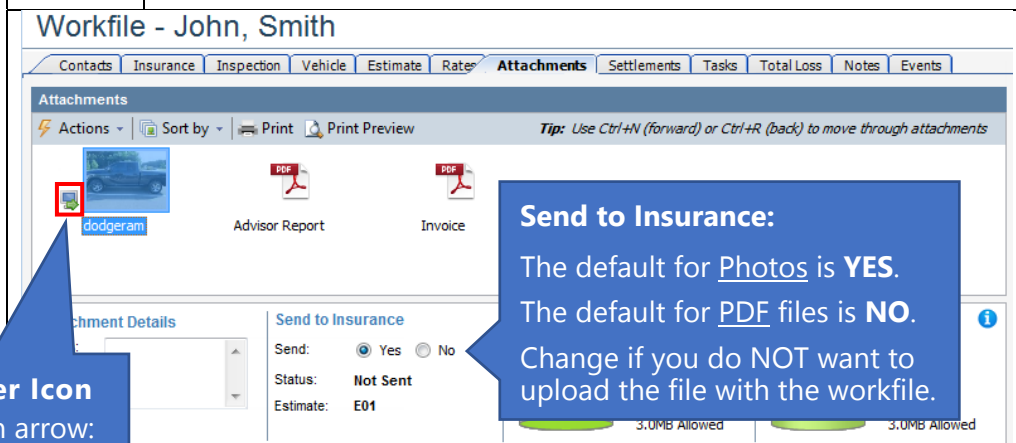 Workfile - John, Smith
Contacts Insurance Inspection Vehicle Estimate Rates Attachments Settlements Tasks Total Loss Notes Events
Attachments
Actions Sort by Print Print Preview Tip: Use Ctrl+N (forward) or Ctrl+R (back) to move through attachments
dodgeram Advisor Report Invoice
Send to Insurance:
The default for Photos is YES.
The default for PDF files is NO.
Change if you do NOT want to
upload the file with the workfile.
Details
Send to Insurance
Send: Yes No
Status: Not Sent
Estimate: E01
Icon
arrow:
3.0MB Allowed
3.0MB Allowed